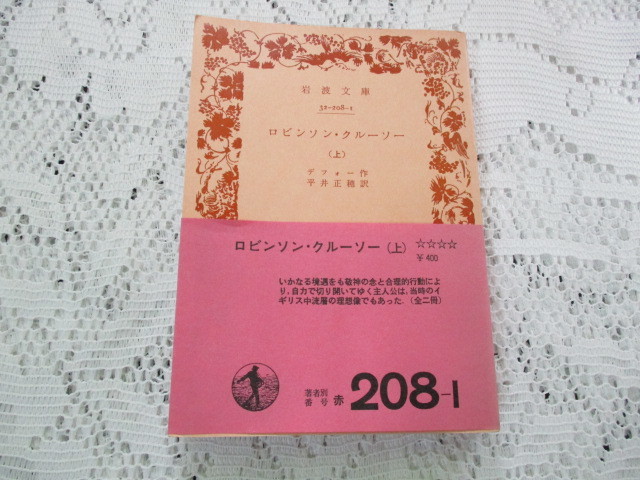 岩波文庫
32-208-1
ロビンソン・クルーソー
(上)
デフォー作
平井正穂訳
ロビンソン・クルーソー(上) ☆☆☆☆
¥400
いかなる境遇をも敬神の念と合理的行動によ
り、自力で切り開いてゆく主人公は、当時のイ
ギリス中流層の理想像でもあった.(全二冊)
著者別
番号 赤 208-1